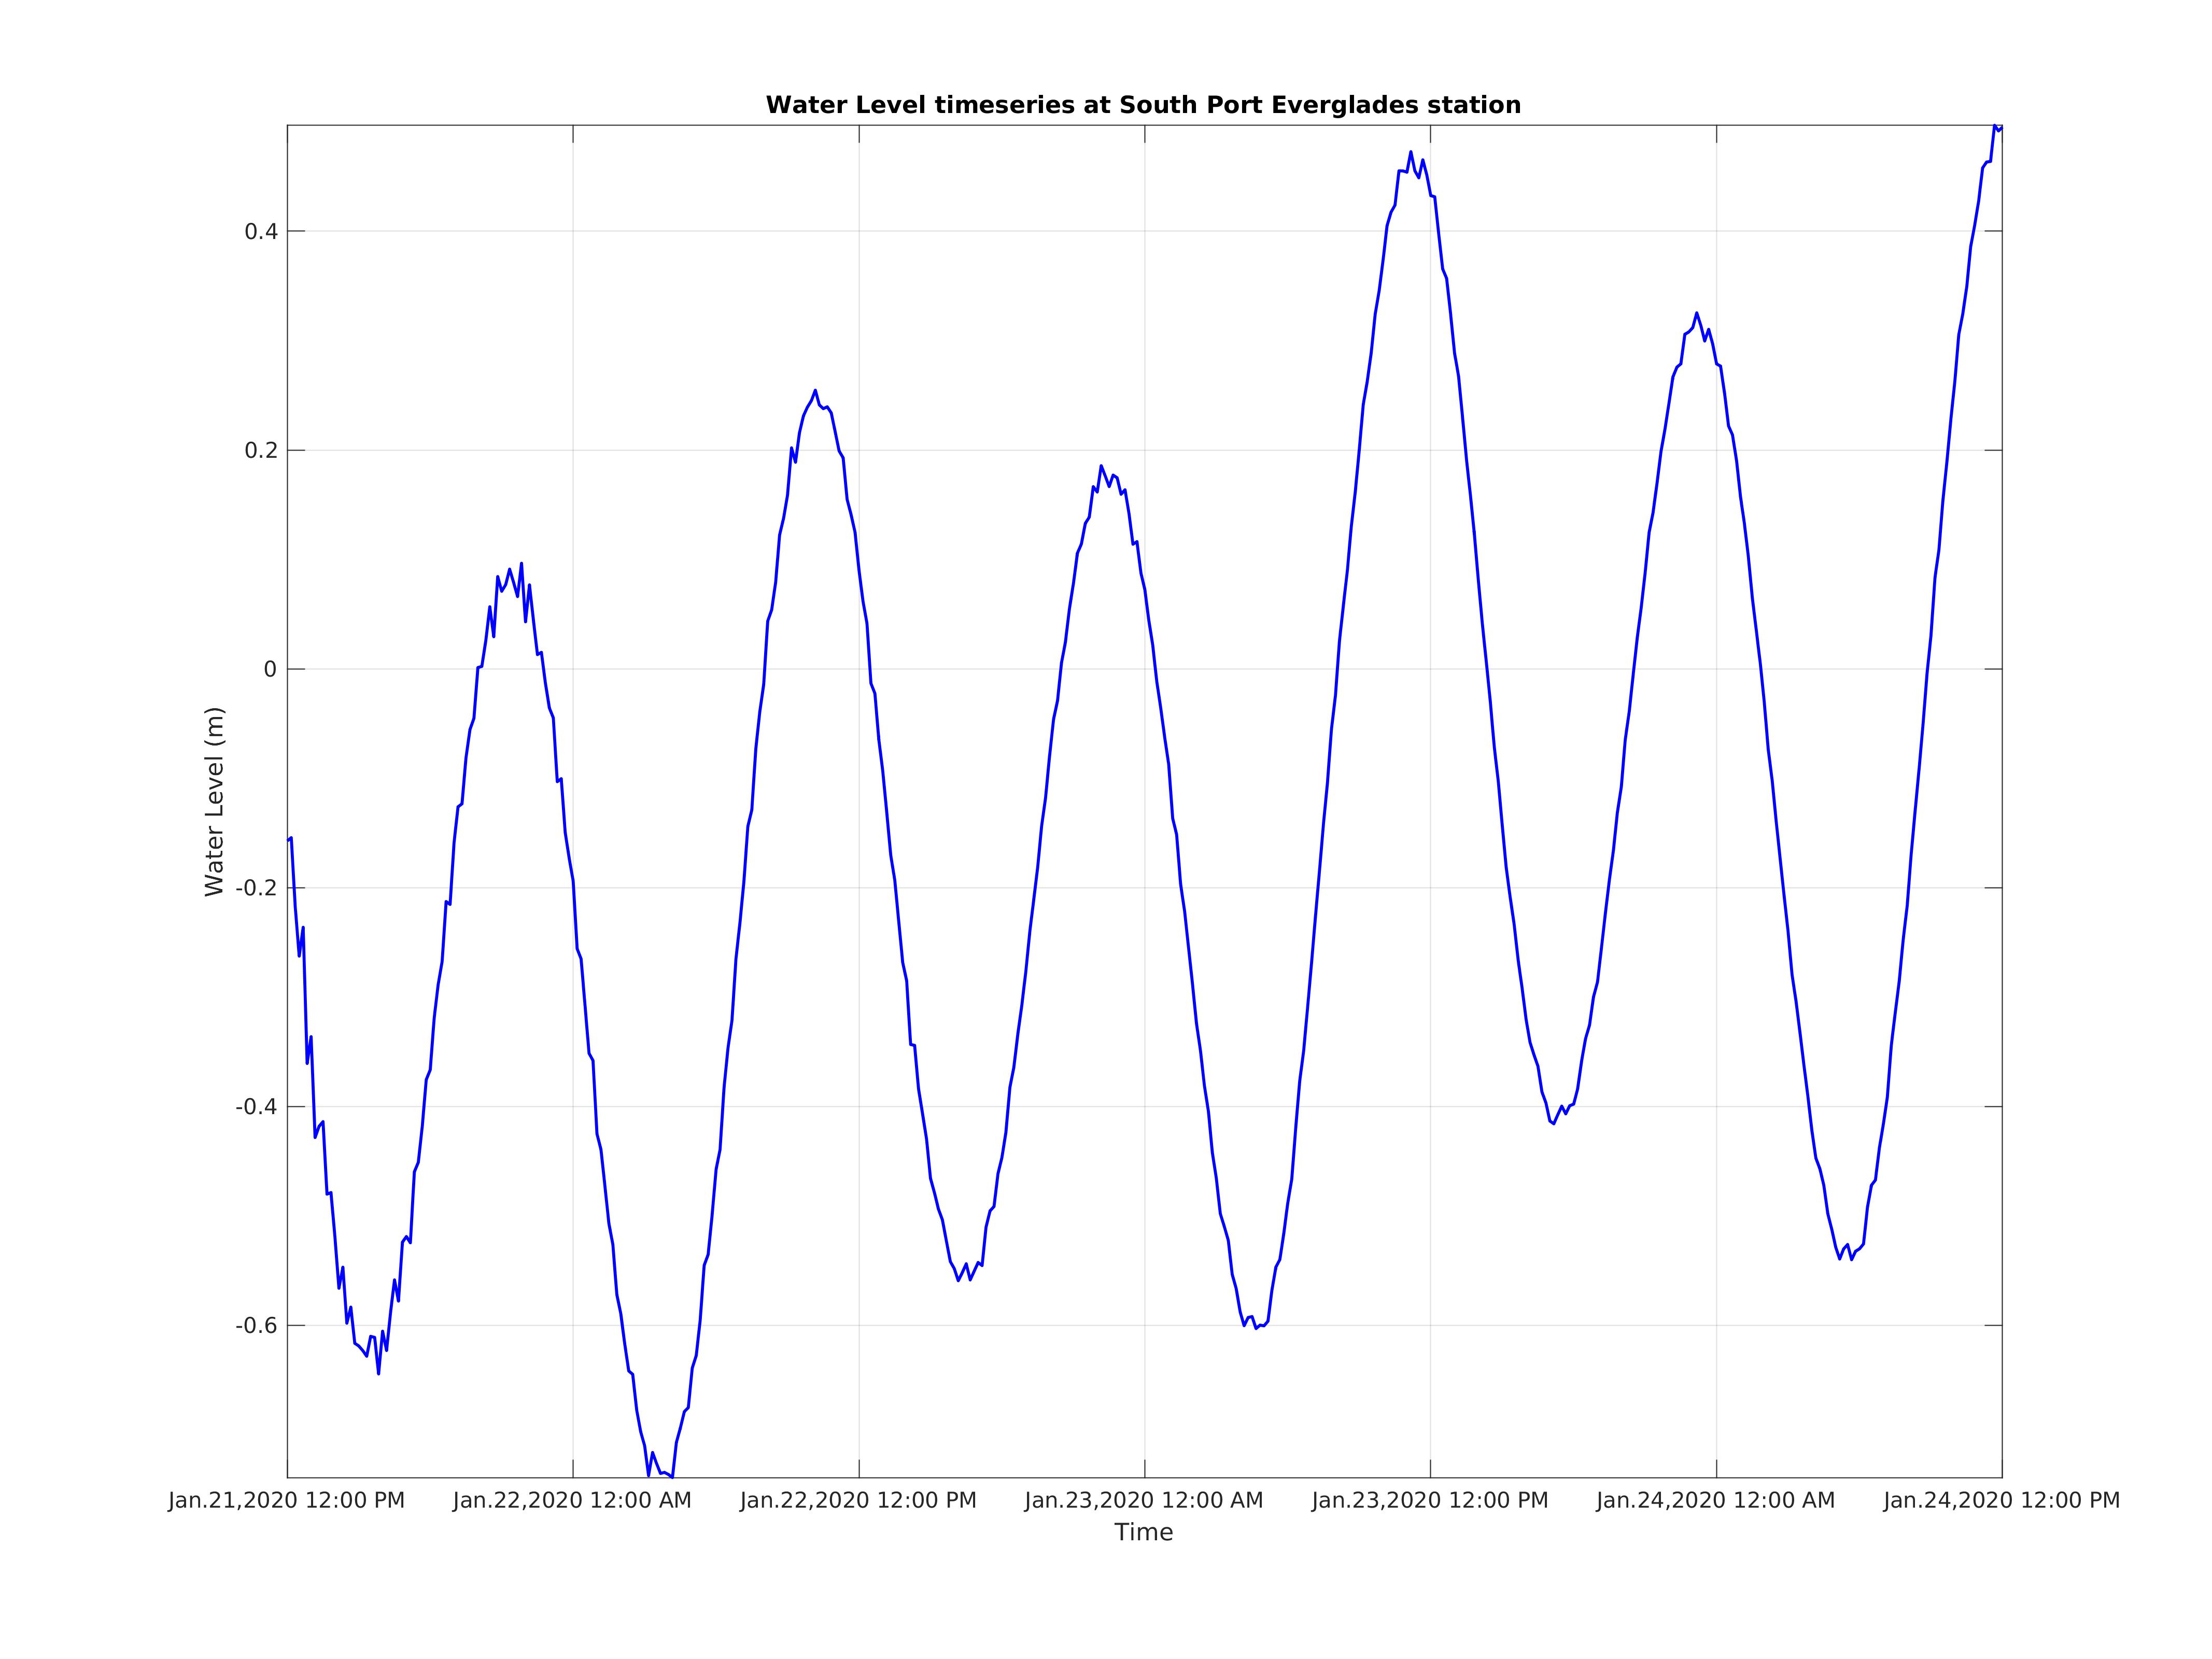 Water Level timeseries at South Port Everglades station
0.4
0.2
0
-0.2
-0.4
-0.6
Water Level (m)
Jan.21,2020 12:00 PM
Jan.22,2020 12:00 AM
Jan.22,2020 12:00 PM
Jan.23,2020 12:00 AM
Jan.23,2020 12:00 PM
Jan.24,2020 12:00 AM
Jan.24,2020 12:00 PM
Time